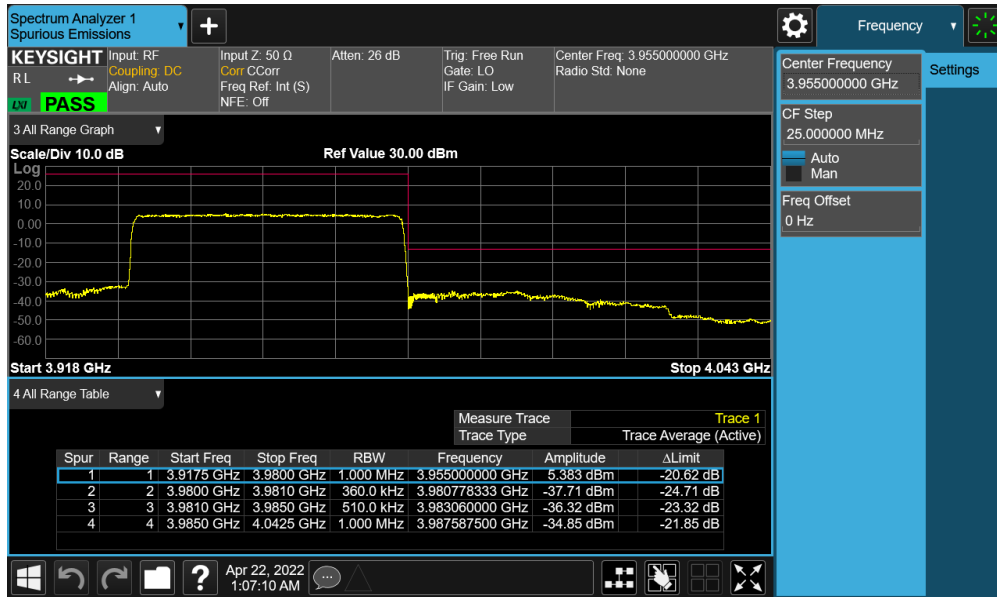 Spectrum Analyzer 1
Spurious Emissions
+
Frequency
KEYSIGHT Input: RF Input Z: 50 Ω Atten: 26 dB Trig: Free Run Center Freq: 3.955000000 GHz
R L Coupling: DC Corr CCorr Gate: LO Radio Std: None
Align: Auto Freq Ref: Int (S) IF Gain: Low
LXI PASS NFE: Off
Center Frequency
3.955000000 GHz
Settings
CF Step
25.000000 MHz
Auto
Man
Freq Offset
0 Hz
3 All Range Graph
Scale/Div 10.0 dB Ref Value 30.00 dBm
Log
20.0
10.0
0.00
-10.0
-20.0
-30.0
-40.0
-50.0
-60.0
Start 3.918 GHz Stop 4.043 GHz
4 All Range Table
Measure Trace Trace 1
Trace Type Trace Average (Active)
Spur Range Start Freq Stop Freq RBW Frequency Amplitude ΔLimit
1 1 3.9175 GHz 3.9800 GHz 1.000 MHz 3.955000000 GHz 5.383 dBm -20.62 dB
2 2 3.9800 GHz 3.9810 GHz 360.0 kHz 3.980778333 GHz -37.71 dBm -24.71 dB
3 3 3.9810 GHz 3.9850 GHz 510.0 kHz 3.983060000 GHz -36.32 dBm -23.32 dB
4 4 3.9850 GHz 4.0425 GHz 1.000 MHz 3.987587500 GHz -34.85 dBm -21.85 dB
? Apr 22, 2022
1:07:10 AM